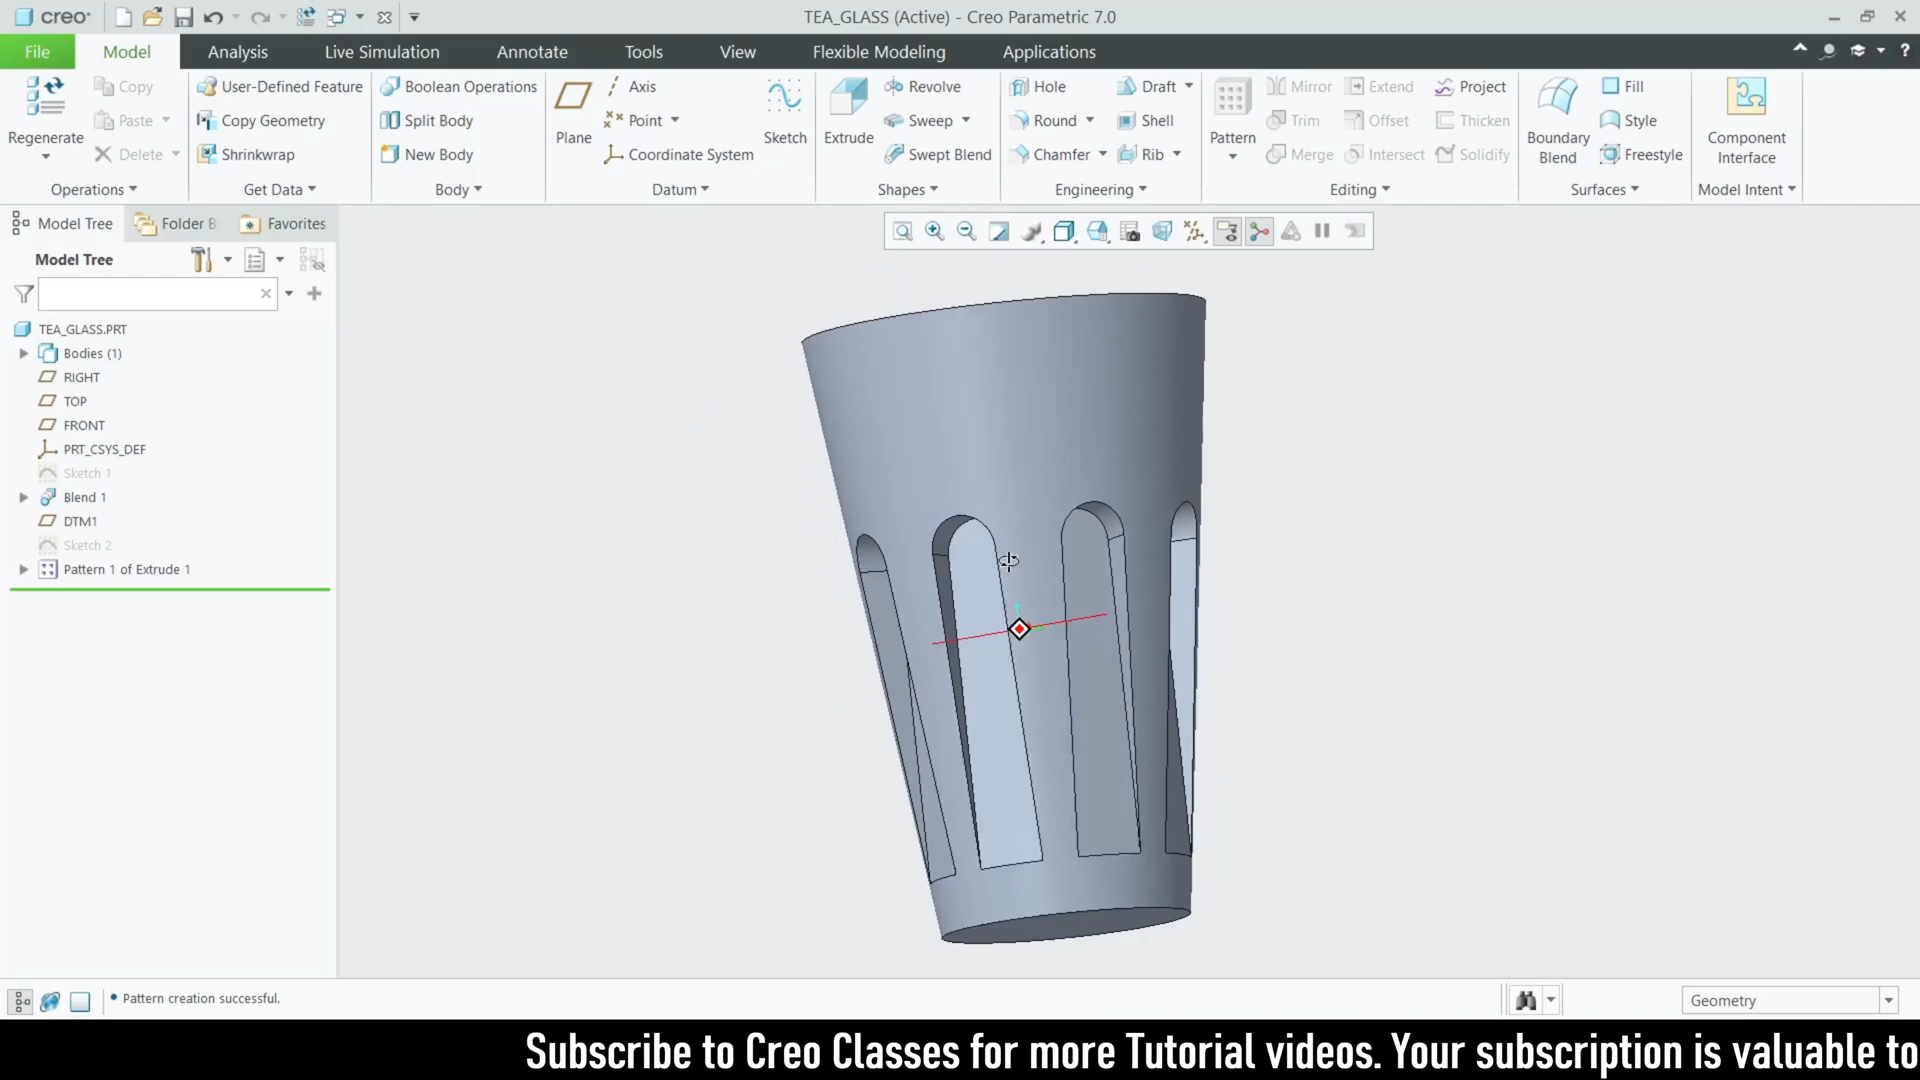 creo
TEA_GLASS (Active) - Creo Parametric 7.0
File
Model
Analysis
Live Simulation
Annotate
Tools
View
Flexible Modeling
Applications
Regenerate
Copy
Paste
Delete
Operations
User-Defined Feature
Copy Geometry
Shrinkwrap
Get Data
Boolean Operations
Split Body
New Body
Body
Plane
Axis
Point
Coordinate System
Sketch
Datum
Extrude
Revolve
Sweep
Swept Blend
Shapes
Hole
Round
Chamfer
Draft
Shell
Rib
Engineering
Pattern
Mirror
Trim
Merge
Extend
Offset
Intersect
Project
Thicken
Solidify
Editing
Boundary
Blend
Fill
Style
Freestyle
Surfaces
Component
Interface
Model Intent
Model Tree
Folder B
Favorites
Model Tree
TEA_GLASS.PRT
Bodies (1)
RIGHT
TOP
FRONT
PRT_CSYS_DEF
Sketch 1
Blend 1
DTM1
Sketch 2
Pattern 1 of Extrude 1
• Pattern creation successful.
Geometry
Subscribe to Creo Classes for more Tutorial videos. Your subscription is valuable to